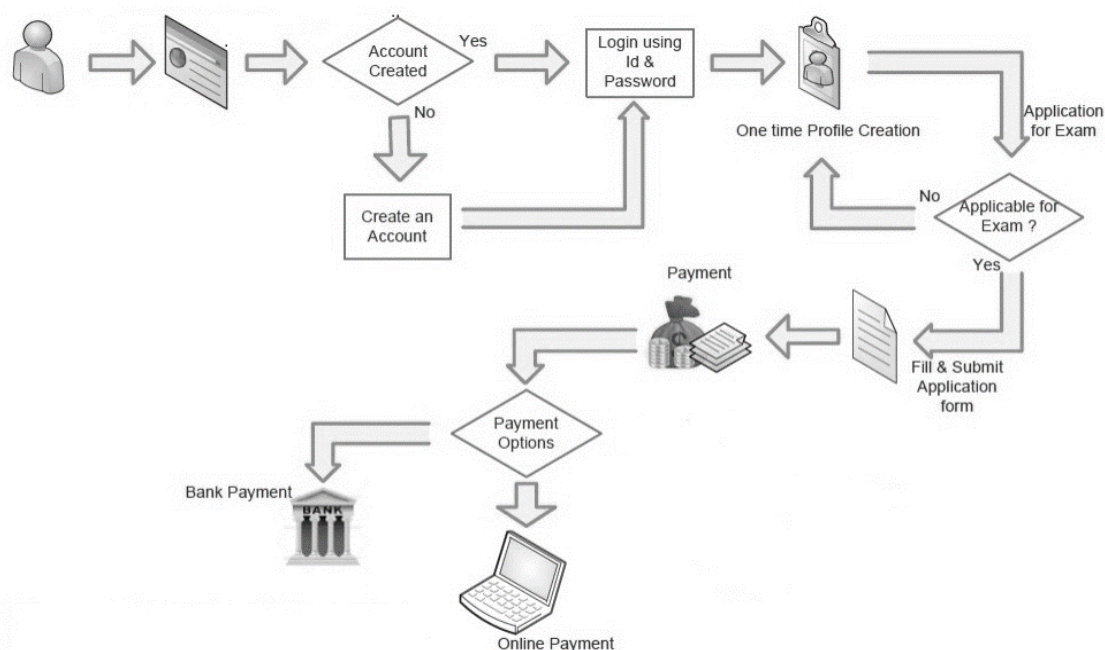 Account
Created
Yes
No
Login using
Id &
Password
One time Profile Creation
Application
for Exam
Create an
Account
No
Applicable for
Exam ?
Yes
Payment
Fill & Submit
Application
form
Payment
Options
Bank Payment
BANK
Online Payment